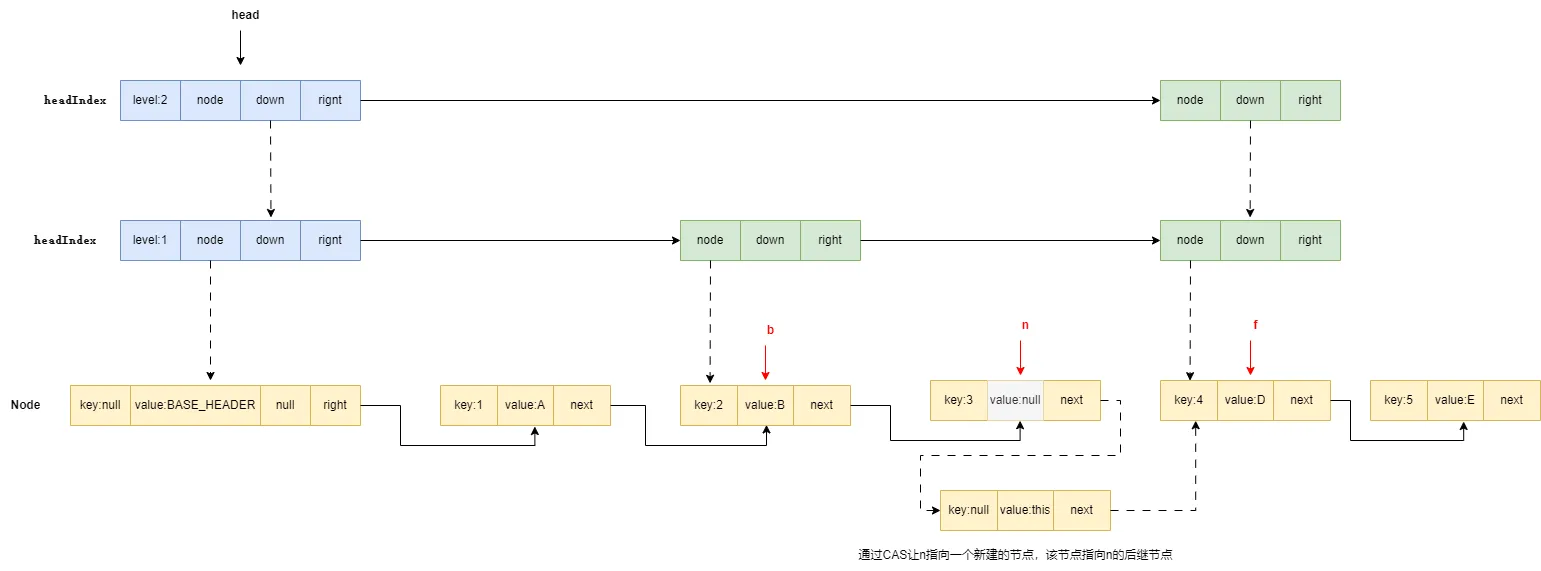 head
headIndex level:2 node down rignt node down right
headIndex level:1 node down rignt node down right node down right
b n f
Node key:null value:BASE_HEADER null right key:1 value:A next key:2 value:B next key:3 value:null next key:4 value:D next key:5 value:E next
key:null value:this next
通过CAS让n指向一个新建的节点，该节点指向n的后继节点